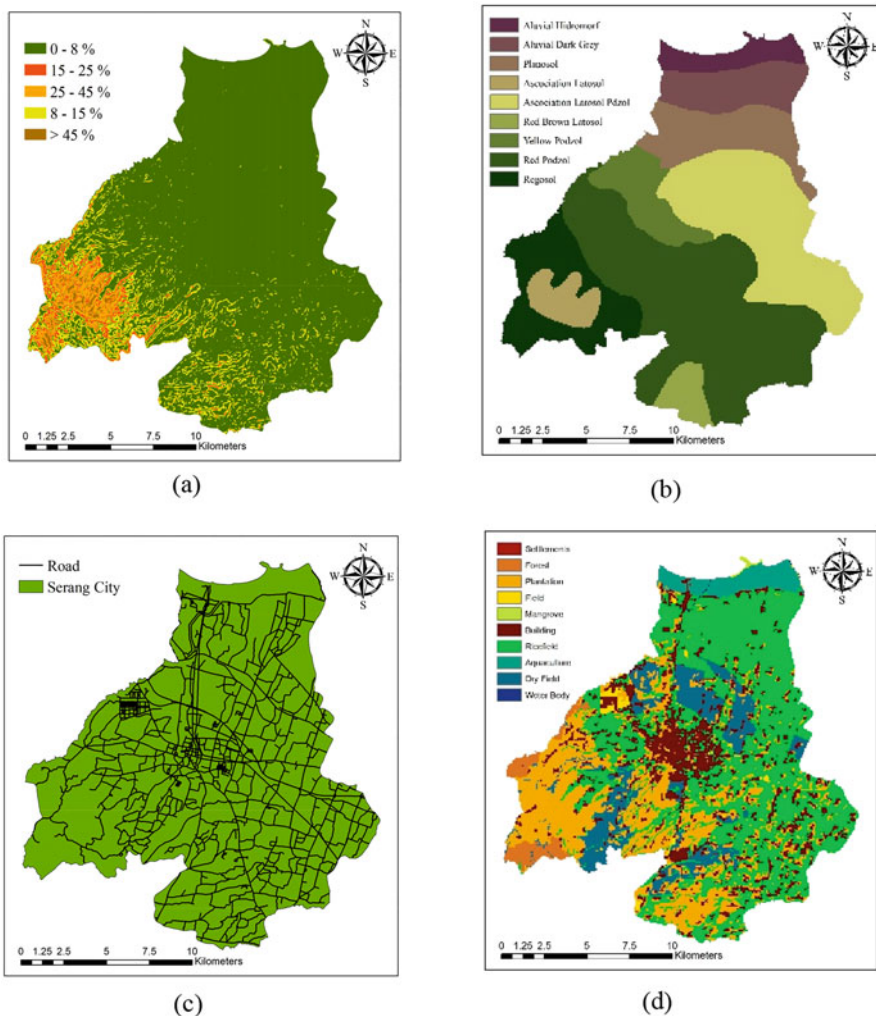 0 - 8 %
15 - 25 %
25 - 45 %
8 - 15 %
> 45 %
N
W E
S
0 1.25 2.5 5 7.5 10
Kilometers
(a)
Aluvial Hidromorf
Aluvial Dark Grey
Planosol
Ascociation Latosol
Ascociation Latosol Pdzol
Red Brown Latosol
Yellow Podzol
Red Podzol
Regosol
N
W E
S
0 1.25 2.5 5 7.5 10
Kilometers
(b)
Road
Serang City
N
W E
S
0 1.25 2.5 5 7.5 10
Kilometers
(c)
Settlements
Forest
Plantation
Field
Mangrove
Building
Ricefield
Aquaculture
Dry Field
Water Body
N
W E
S
0 1.25 2.5 5 7.5 10
Kilometers
(d)